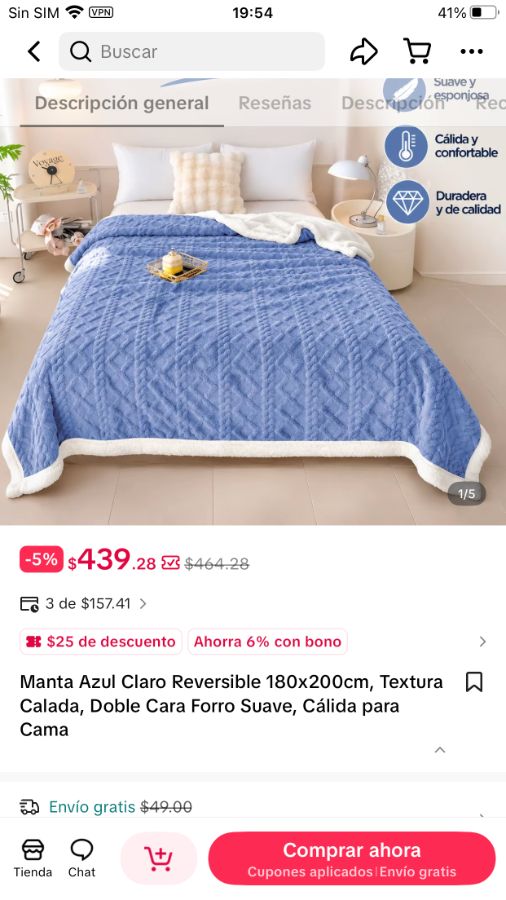 Sin SIM VPN 19:54 41%
Buscar
Descripción general Reseñas Descripción Rec
Suave y
esponjosa
Cálida y
confortable
Duradera
y de calidad
Voyage
1/5
-5% $439.28 $464.28
3 de $157.41
$25 de descuento Ahorra 6% con bono
Manta Azul Claro Reversible 180x200cm, Textura
Calada, Doble Cara Forro Suave, Cálida para
Cama
Envío gratis $49.00
Tienda Chat
Comprar ahora
Cupones aplicados | Envío gratis